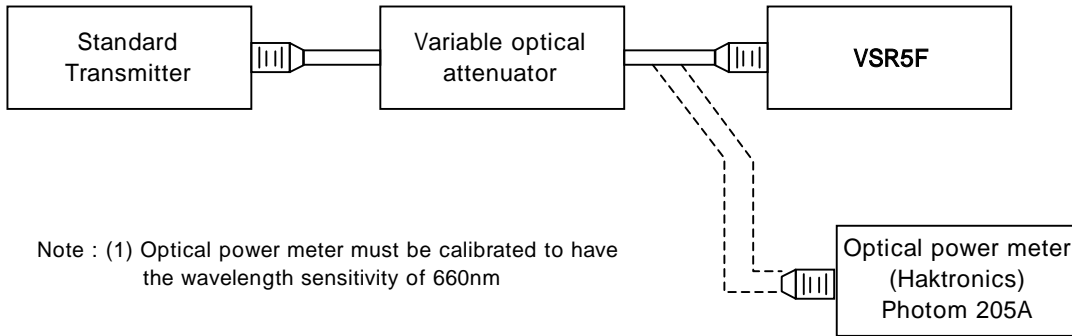 Standard
Transmitter
Variable optical
attenuator
VSR5F
Note : (1) Optical power meter must be calibrated to have
the wavelength sensitivity of 660nm
Optical power meter
(Haktronics)
Photom 205A